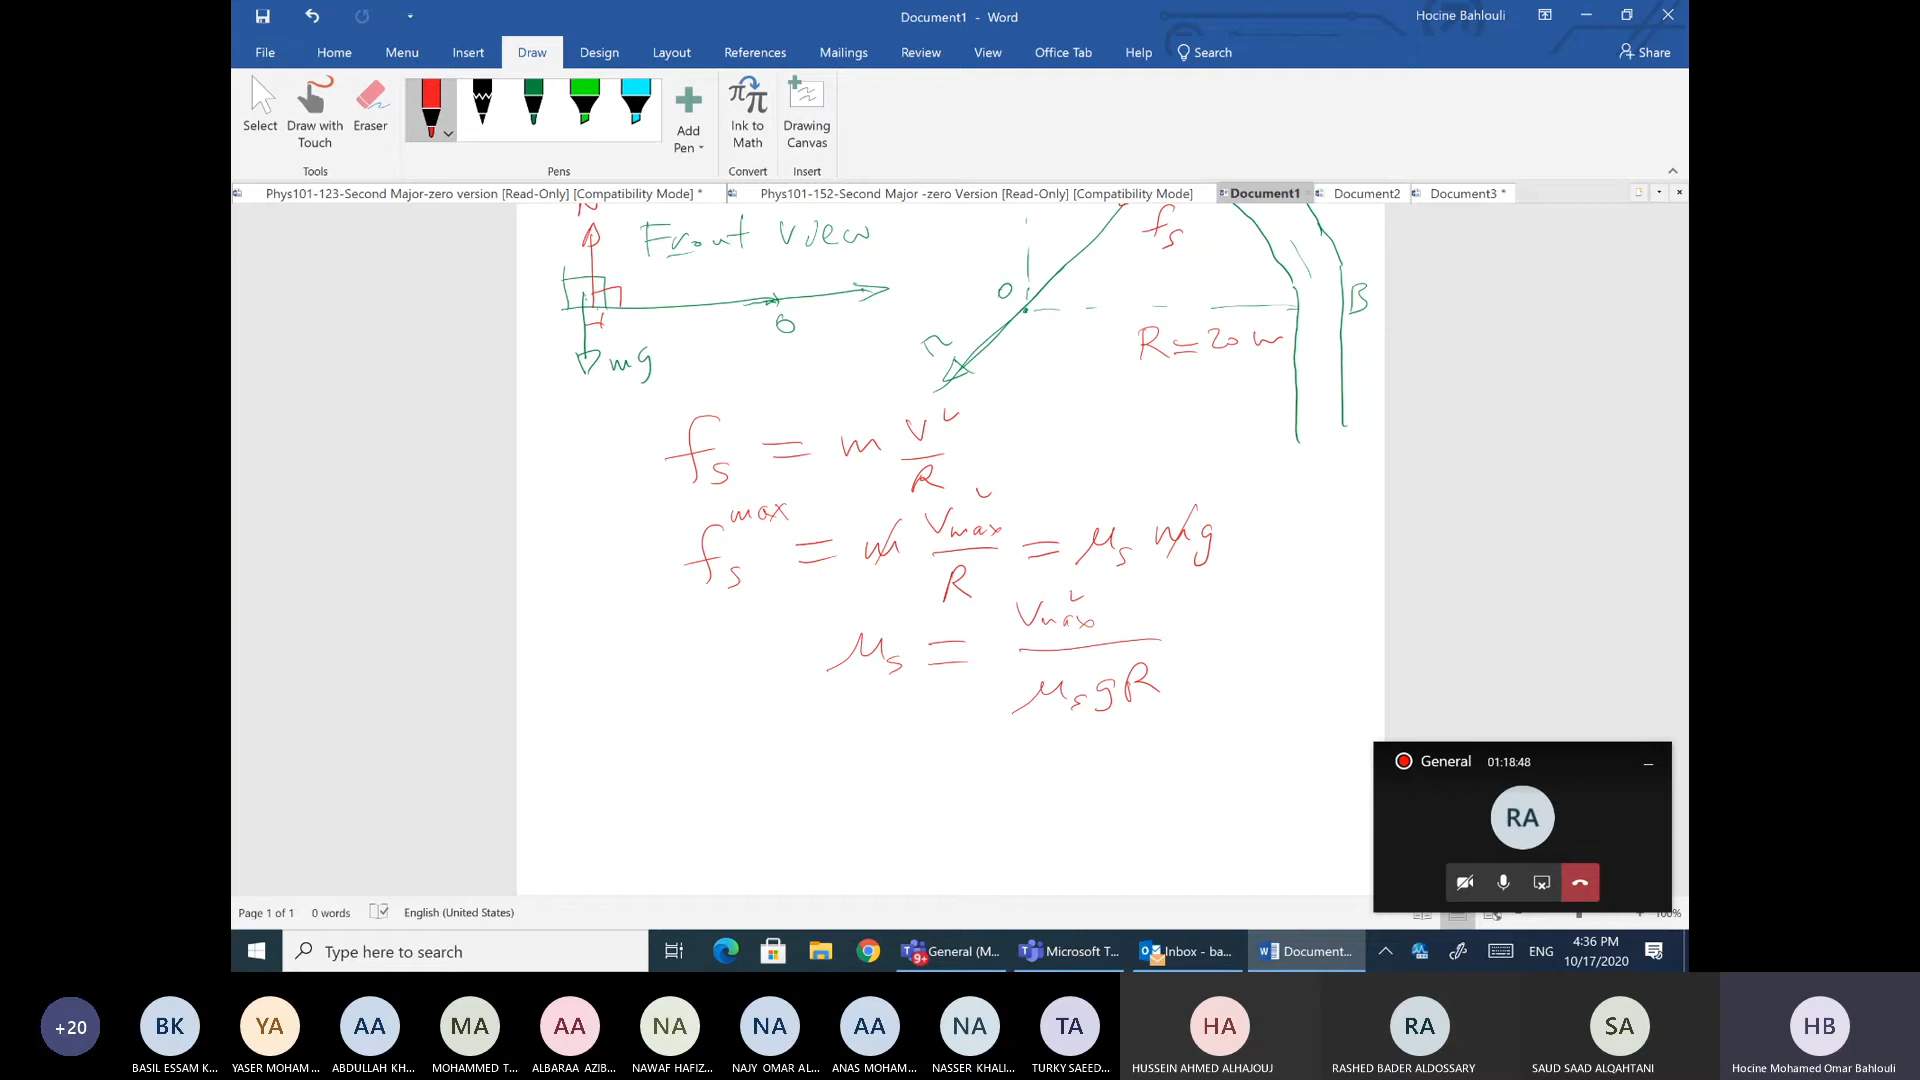 Document1 - Word
Hocine Bahlouli
File Home Menu Insert Draw Design Layout References Mailings Review View Office Tab Help Search Share
Select
Draw with Touch
Eraser
Add Pen
Ink to Math
Drawing Canvas
Tools Pens Convert Insert
Phys101-123-Second Major-zero version [Read-Only] [Compatibility Mode] *
Phys101-152-Second Major -zero Version [Read-Only] [Compatibility Mode]
Document1
Document2
Document3 *
N
Front view
fs
O
B
O
R = 20 m
r
mg
fs = m v²/R
fs^max = m vmax²/R = μs mg
μs = vmax²/(μs g R)
General 01:18:48
RA
Page 1 of 1 0 words English (United States)
100%
Type here to search
9+
General (M...
Microsoft T...
Inbox - ba...
Document...
ENG
4:36 PM
10/17/2020
+20
BK
YA
AA
MA
AA
NA
NA
AA
NA
TA
HA
RA
SA
HB
BASIL ESSAM K...
YASER MOHAM...
ABDULLAH KH...
MOHAMMED T...
ALBARAA AZIB...
NAWAF HAFIZ...
NAJY OMAR AL...
ANAS MOHAM...
NASSER KHALI...
TURKY SAEED...
HUSSEIN AHMED ALHAJOUJ
RASHED BADER ALDOSSARY
SAUD SAAD ALQAHTANI
Hocine Mohamed Omar Bahlouli